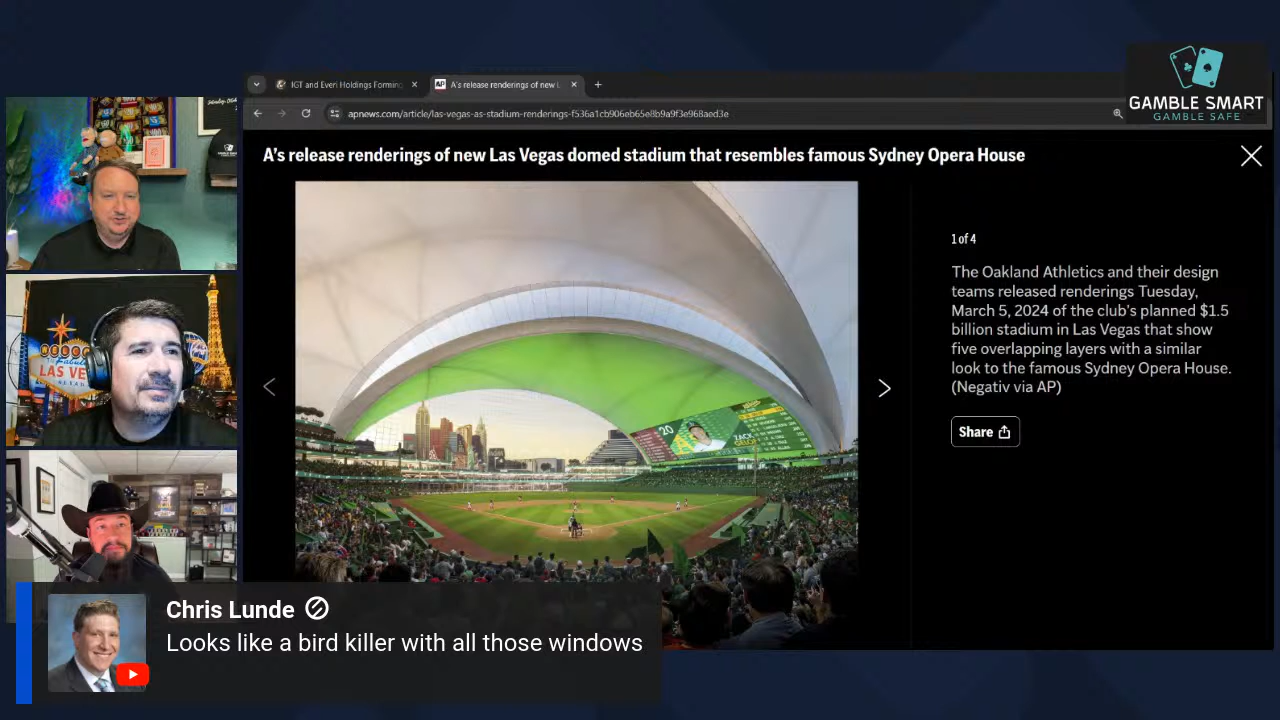 IGT and Everi Holdings Forming
A's release renderings of new L
apnews.com/article/las-vegas-as-stadium-renderings-f536a1cb906eb65e8b9a9f3e968aed3e
GAMBLE SMART
GAMBLE SAFE
A's release renderings of new Las Vegas domed stadium that resembles famous Sydney Opera House
1 of 4
The Oakland Athletics and their design
teams released renderings Tuesday,
March 5, 2024 of the club's planned $1.5
billion stadium in Las Vegas that show
five overlapping layers with a similar
look to the famous Sydney Opera House.
(Negativ via AP)
Share
20
ZACK
GELOF
LAS VE
Chris Lunde
Looks like a bird killer with all those windows